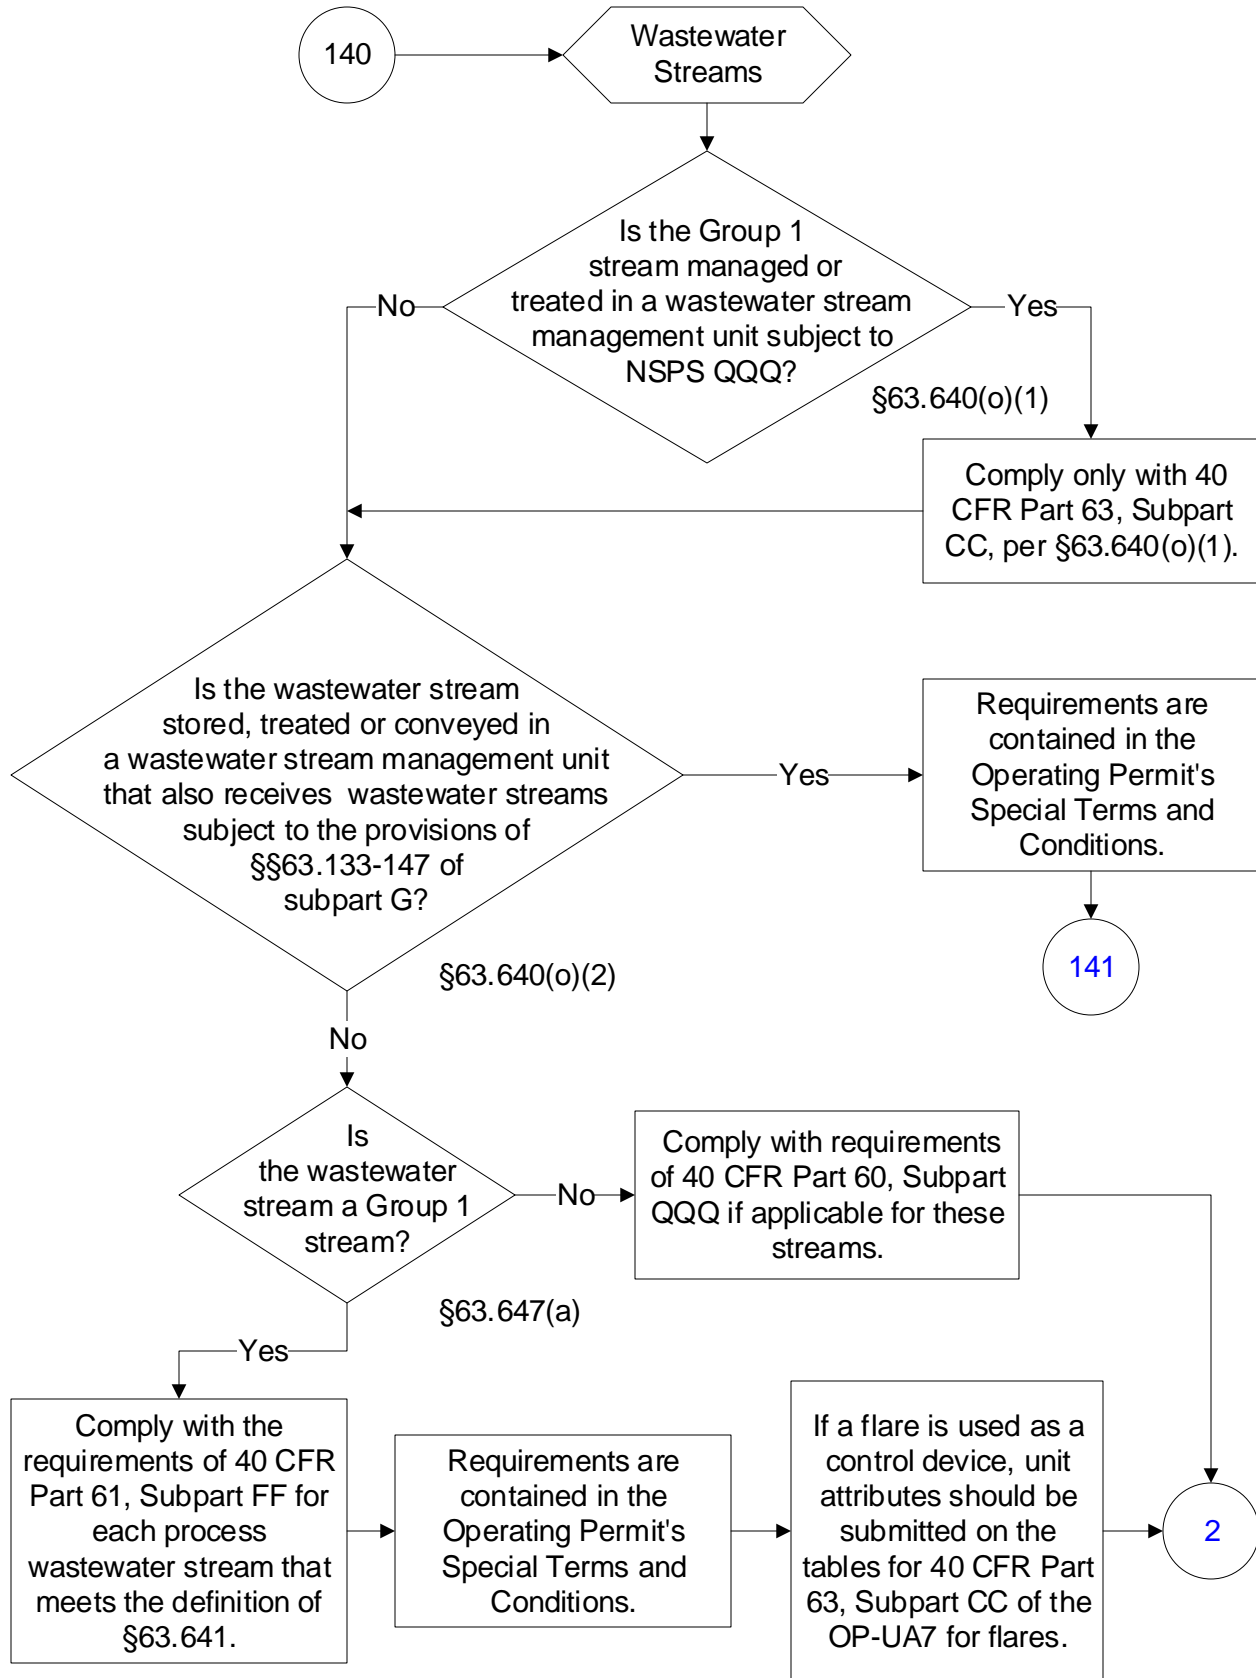 140
Wastewater
Streams
Is the Group 1
stream managed or
treated in a wastewater stream
management unit subject to
NSPS QQQ?
No
Yes
§63.640(o)(1)
Comply only with 40
CFR Part 63, Subpart
CC, per §63.640(o)(1).
Is the wastewater stream
stored, treated or conveyed in
a wastewater stream management unit
that also receives wastewater streams
subject to the provisions of
§§63.133-147 of
subpart G?
Yes
Requirements are
contained in the
Operating Permit's
Special Terms and
Conditions.
141
§63.640(o)(2)
No
Is
the wastewater
stream a Group 1
stream?
No
Comply with requirements
of 40 CFR Part 60, Subpart
QQQ if applicable for these
streams.
§63.647(a)
Yes
Comply with the
requirements of 40 CFR
Part 61, Subpart FF for
each process
wastewater stream that
meets the definition of
§63.641.
Requirements are
contained in the
Operating Permit's
Special Terms and
Conditions.
If a flare is used as a
control device, unit
attributes should be
submitted on the
tables for 40 CFR Part
63, Subpart CC of the
OP-UA7 for flares.
2